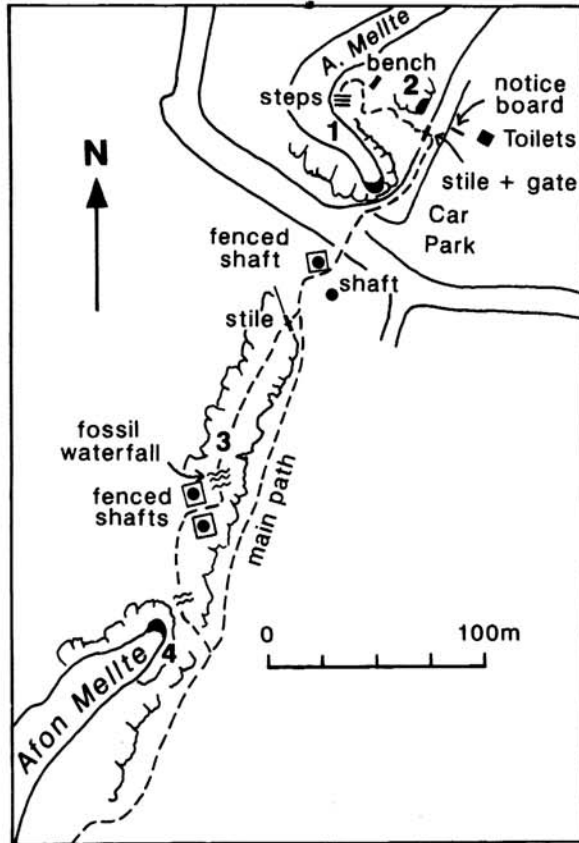 A. Mellte
bench
2
notice
board
steps
1
Toilets
stile + gate
N
Car
Park
fenced
shaft
shaft
stile
3
fossil
waterfall
fenced
shafts
main path
0 100m
4
Afon Mellte